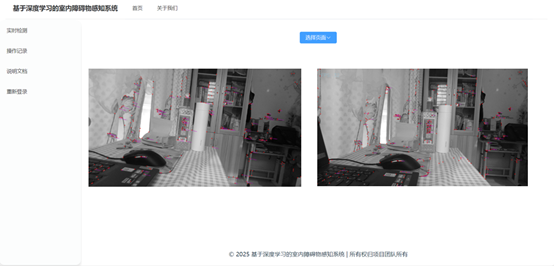 基于深度学习的室内障碍物感知系统 首页 关于我们
实时检测
操作记录
说明文档
重新登录
选择页面
© 2025 基于深度学习的室内障碍物感知系统 | 所有权归项目团队所有